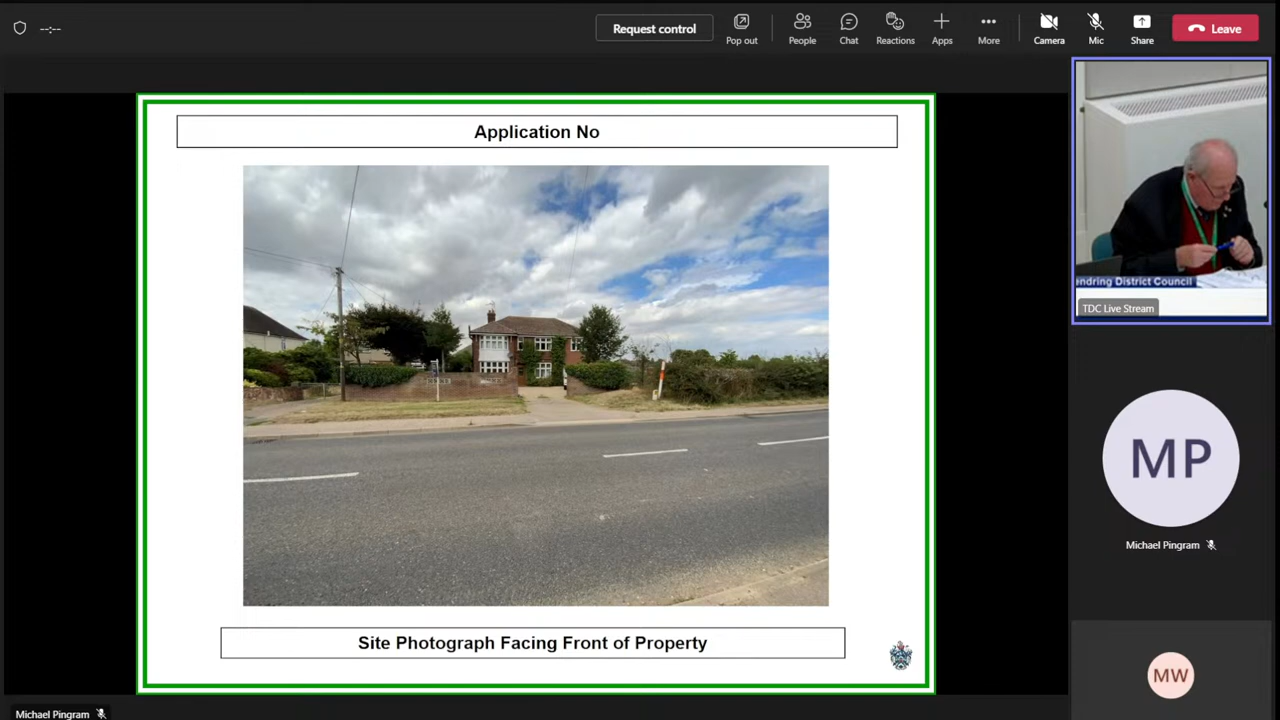 --:--
Request control
Pop out
People
Chat
Reactions
Apps
More
Camera
Mic
Share
Leave
Application No
Site Photograph Facing Front of Property
endring District Council
TDC Live Stream
MP
Michael Pingram
MW
Michael Pingram